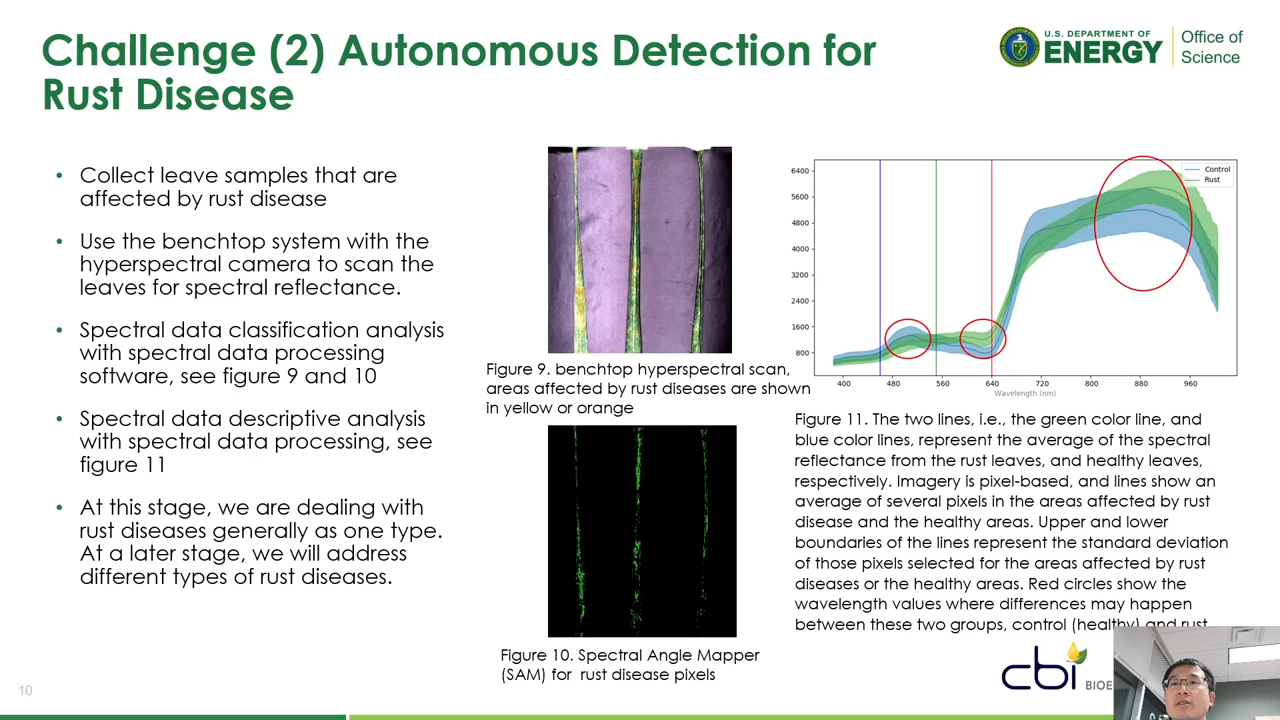 Challenge (2) Autonomous Detection for
Rust Disease
U.S. DEPARTMENT OF
ENERGY
Office of
Science
• Collect leave samples that are
affected by rust disease
• Use the benchtop system with the
hyperspectral camera to scan the
leaves for spectral reflectance.
• Spectral data classification analysis
with spectral data processing
software, see figure 9 and 10
• Spectral data descriptive analysis
with spectral data processing, see
figure 11
• At this stage, we are dealing with
rust diseases generally as one type.
At a later stage, we will address
different types of rust diseases.
Figure 9. benchtop hyperspectral scan,
areas affected by rust diseases are shown
in yellow or orange
Figure 10. Spectral Angle Mapper
(SAM) for rust disease pixels
6400
5600
4800
4000
3200
2400
1600
800
400 480 560 640 720 800 880 960
Wavelength (nm)
Control
Rust
Figure 11. The two lines, i.e., the green color line, and
blue color lines, represent the average of the spectral
reflectance from the rust leaves, and healthy leaves,
respectively. Imagery is pixel-based, and lines show an
average of several pixels in the areas affected by rust
disease and the healthy areas. Upper and lower
boundaries of the lines represent the standard deviation
of those pixels selected for the areas affected by rust
diseases or the healthy areas. Red circles show the
wavelength values where differences may happen
between these two groups, control (healthy) and rust
cbi
BIOE
10